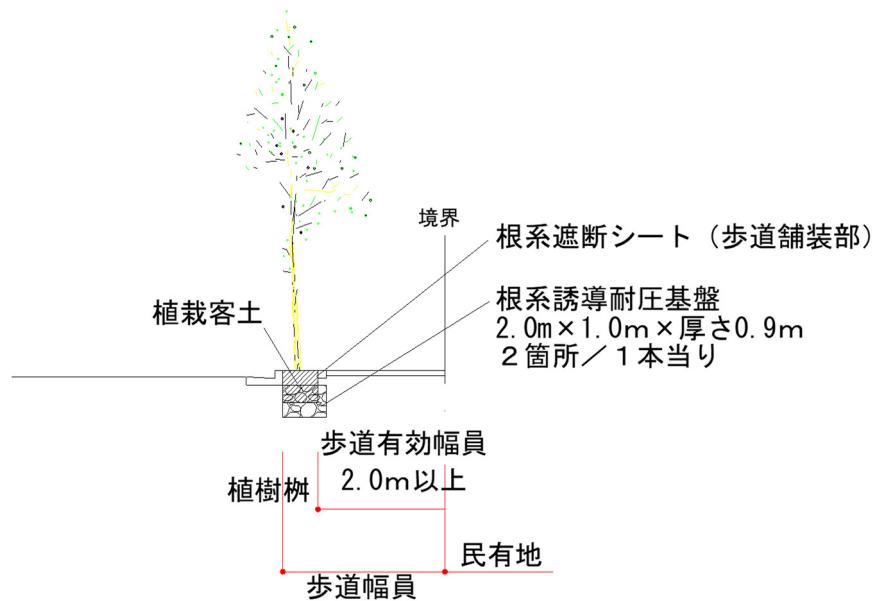 境界
根系遮断シート（歩道舗装部）
植栽客土
根系誘導耐圧基盤
2.0m×1.0m×厚さ0.9m
２箇所／１本当り
歩道有効幅員
2.0m以上
植樹桝
民有地
歩道幅員